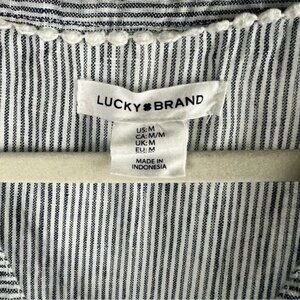 LUCKY BRAND
US: M
CA: M/M
UK: M
EU: M
MADE IN
INDONESIA